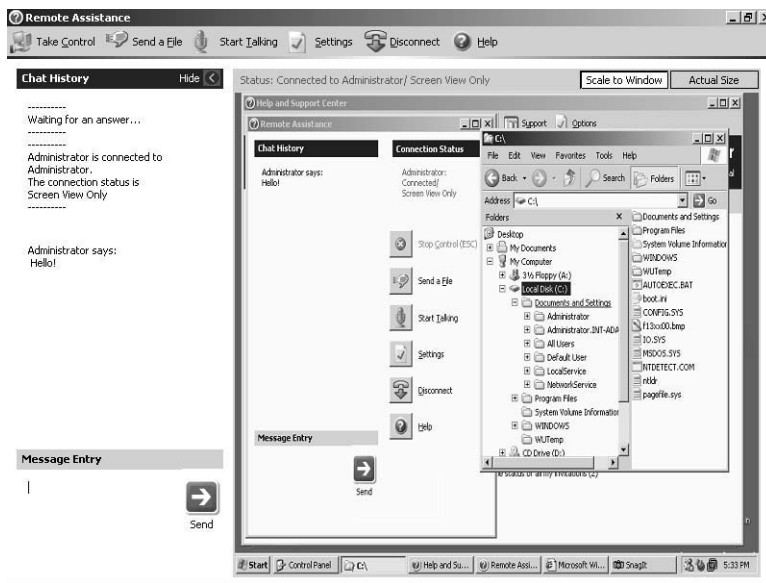 Remote Assistance
Take Control Send a File Start Talking Settings Disconnect Help
Chat History Hide
----------
Waiting for an answer...
----------
----------
Administrator is connected to
Administrator.
The connection status is
Screen View Only
----------
Administrator says:
Hello!
Message Entry
Send
Status: Connected to Administrator/ Screen View Only Scale to Window Actual Size
Help and Support Center
Remote Assistance
Support Options
Chat History
Administrator says:
Hello!
Connection Status
Administrator:
Connected/
Screen View Only
Stop Control (ESC)
Send a File
Start Talking
Settings
Disconnect
Help
Message Entry
Send
C:\
File Edit View Favorites Tools Help
Back Search Folders
Address C:\ Go
Folders X
Desktop
My Documents
My Computer
3½ Floppy (A:)
Local Disk (C:)
Documents and Settings
Administrator
Administrator.INT-ADA
All Users
Default User
LocalService
NetworkService
Program Files
System Volume Information
WINDOWS
WUTemp
CD Drive (D:)
Documents and Settings
Program Files
System Volume Information
WINDOWS
WUTemp
AUTOEXEC.BAT
boot.ini
CONFIG.SYS
f13xx00.bmp
IO.SYS
MSDOS.SYS
NTDETECT.COM
ntldr
pagefile.sys
Start Control Panel C:\ Help and Su... Remote Assi... Microsoft Wi... SnagIt 5:33 PM